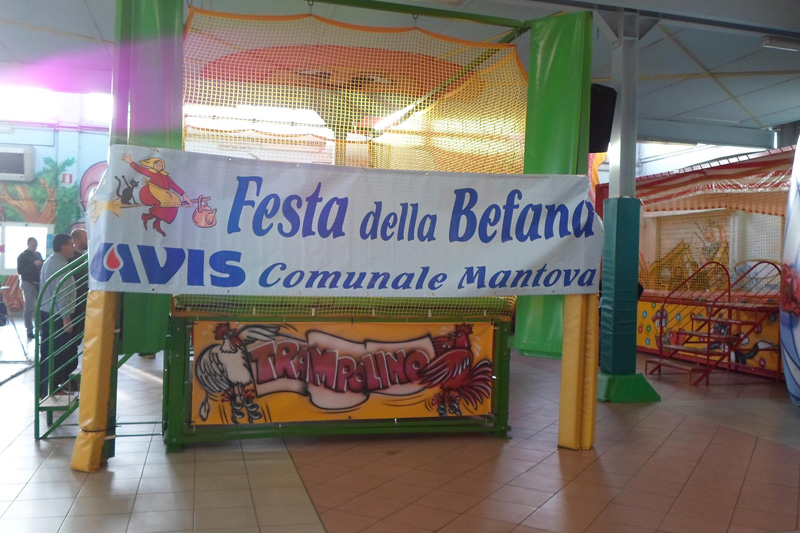 Festa della Befana
AVIS Comunale Mantova
TRAMPOLINO